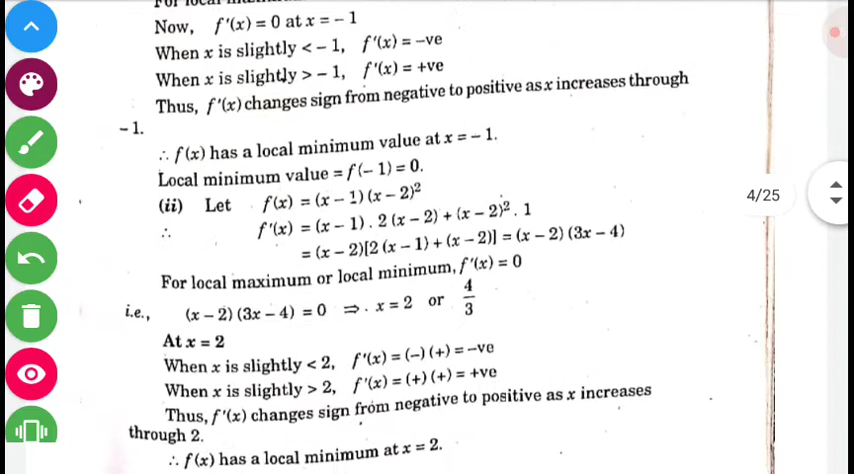 Now, f'(x) = 0 at x = – 1
When x is slightly < – 1, f'(x) = –ve
When x is slightly > – 1, f'(x) = +ve
Thus, f'(x) changes sign from negative to positive as x increases through
– 1.
∴ f(x) has a local minimum value at x = – 1.
Local minimum value = f(– 1) = 0.
(ii) Let f(x) = (x – 1) (x – 2)²
4/25
∴ f'(x) = (x – 1) . 2 (x – 2) + (x – 2)² . 1
= (x – 2)[2 (x – 1) + (x – 2)] = (x – 2) (3x – 4)
For local maximum or local minimum, f'(x) = 0
i.e., (x – 2) (3x – 4) = 0 ⇒ x = 2 or 4/3
At x = 2
When x is slightly < 2, f'(x) = (–) (+) = –ve
When x is slightly > 2, f'(x) = (+) (+) = +ve
Thus, f'(x) changes sign from negative to positive as x increases
through 2.
∴ f(x) has a local minimum at x = 2.